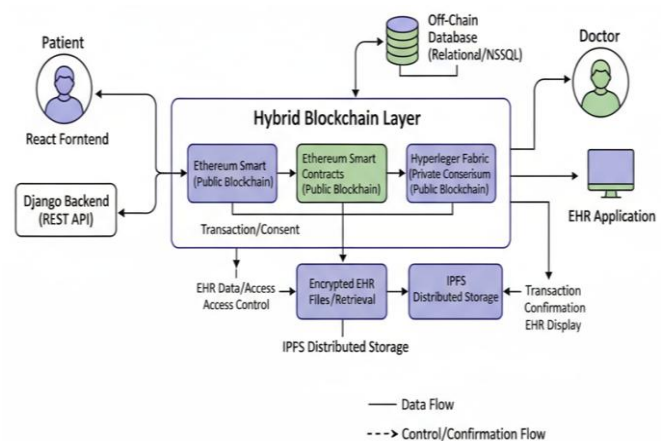 Off-Chain
Database
(Relational/NSSQL)
Patient
Doctor
React Forntend
Hybrid Blockchain Layer
Ethereum Smart
(Public Blockchain)
Ethereum Smart
Contracts
(Public Blockchain)
Hyperleger Fabric
(Private Conserisum
(Public Blockchain)
Django Backend
(REST API)
EHR Application
Transaction/Consent
EHR Data/Access
Access Control
Encrypted EHR
Files/Retrieval
IPFS
Distributed Storage
Transaction
Confirmation
EHR Display
IPFS Distributed Storage
Data Flow
Control/Confirmation Flow